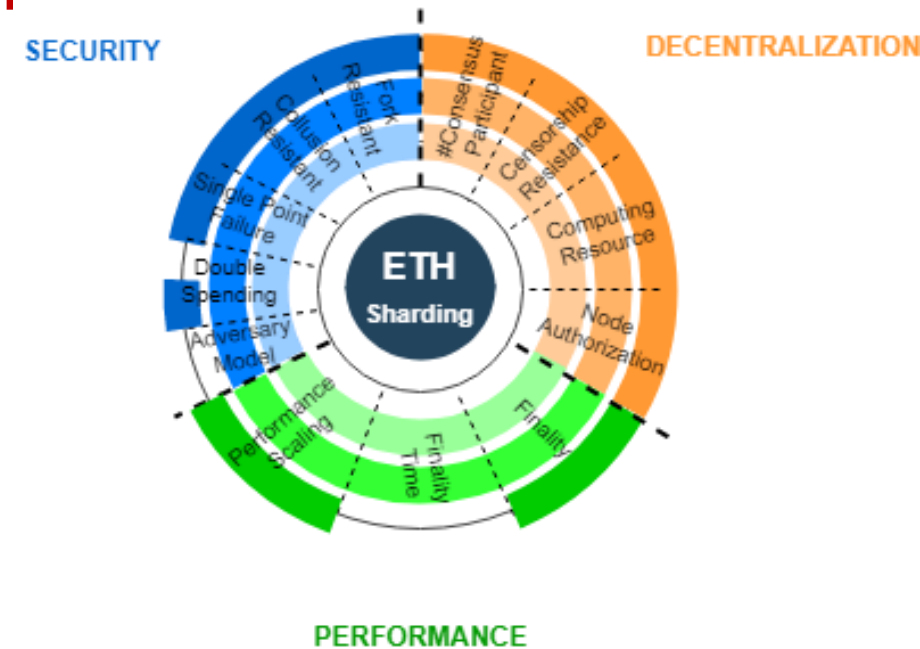 SECURITY
DECENTRALIZATION
Fork
Resistant
Collusion
Resistant
Single Point
Failure
Double
Spending
Adversary
Model
#Consensus
Participant
Censorship
Resistance
Computing
Resource
Node
Authorization
ETH
Sharding
Performance
Scaling
Finality
Time
Finality
PERFORMANCE